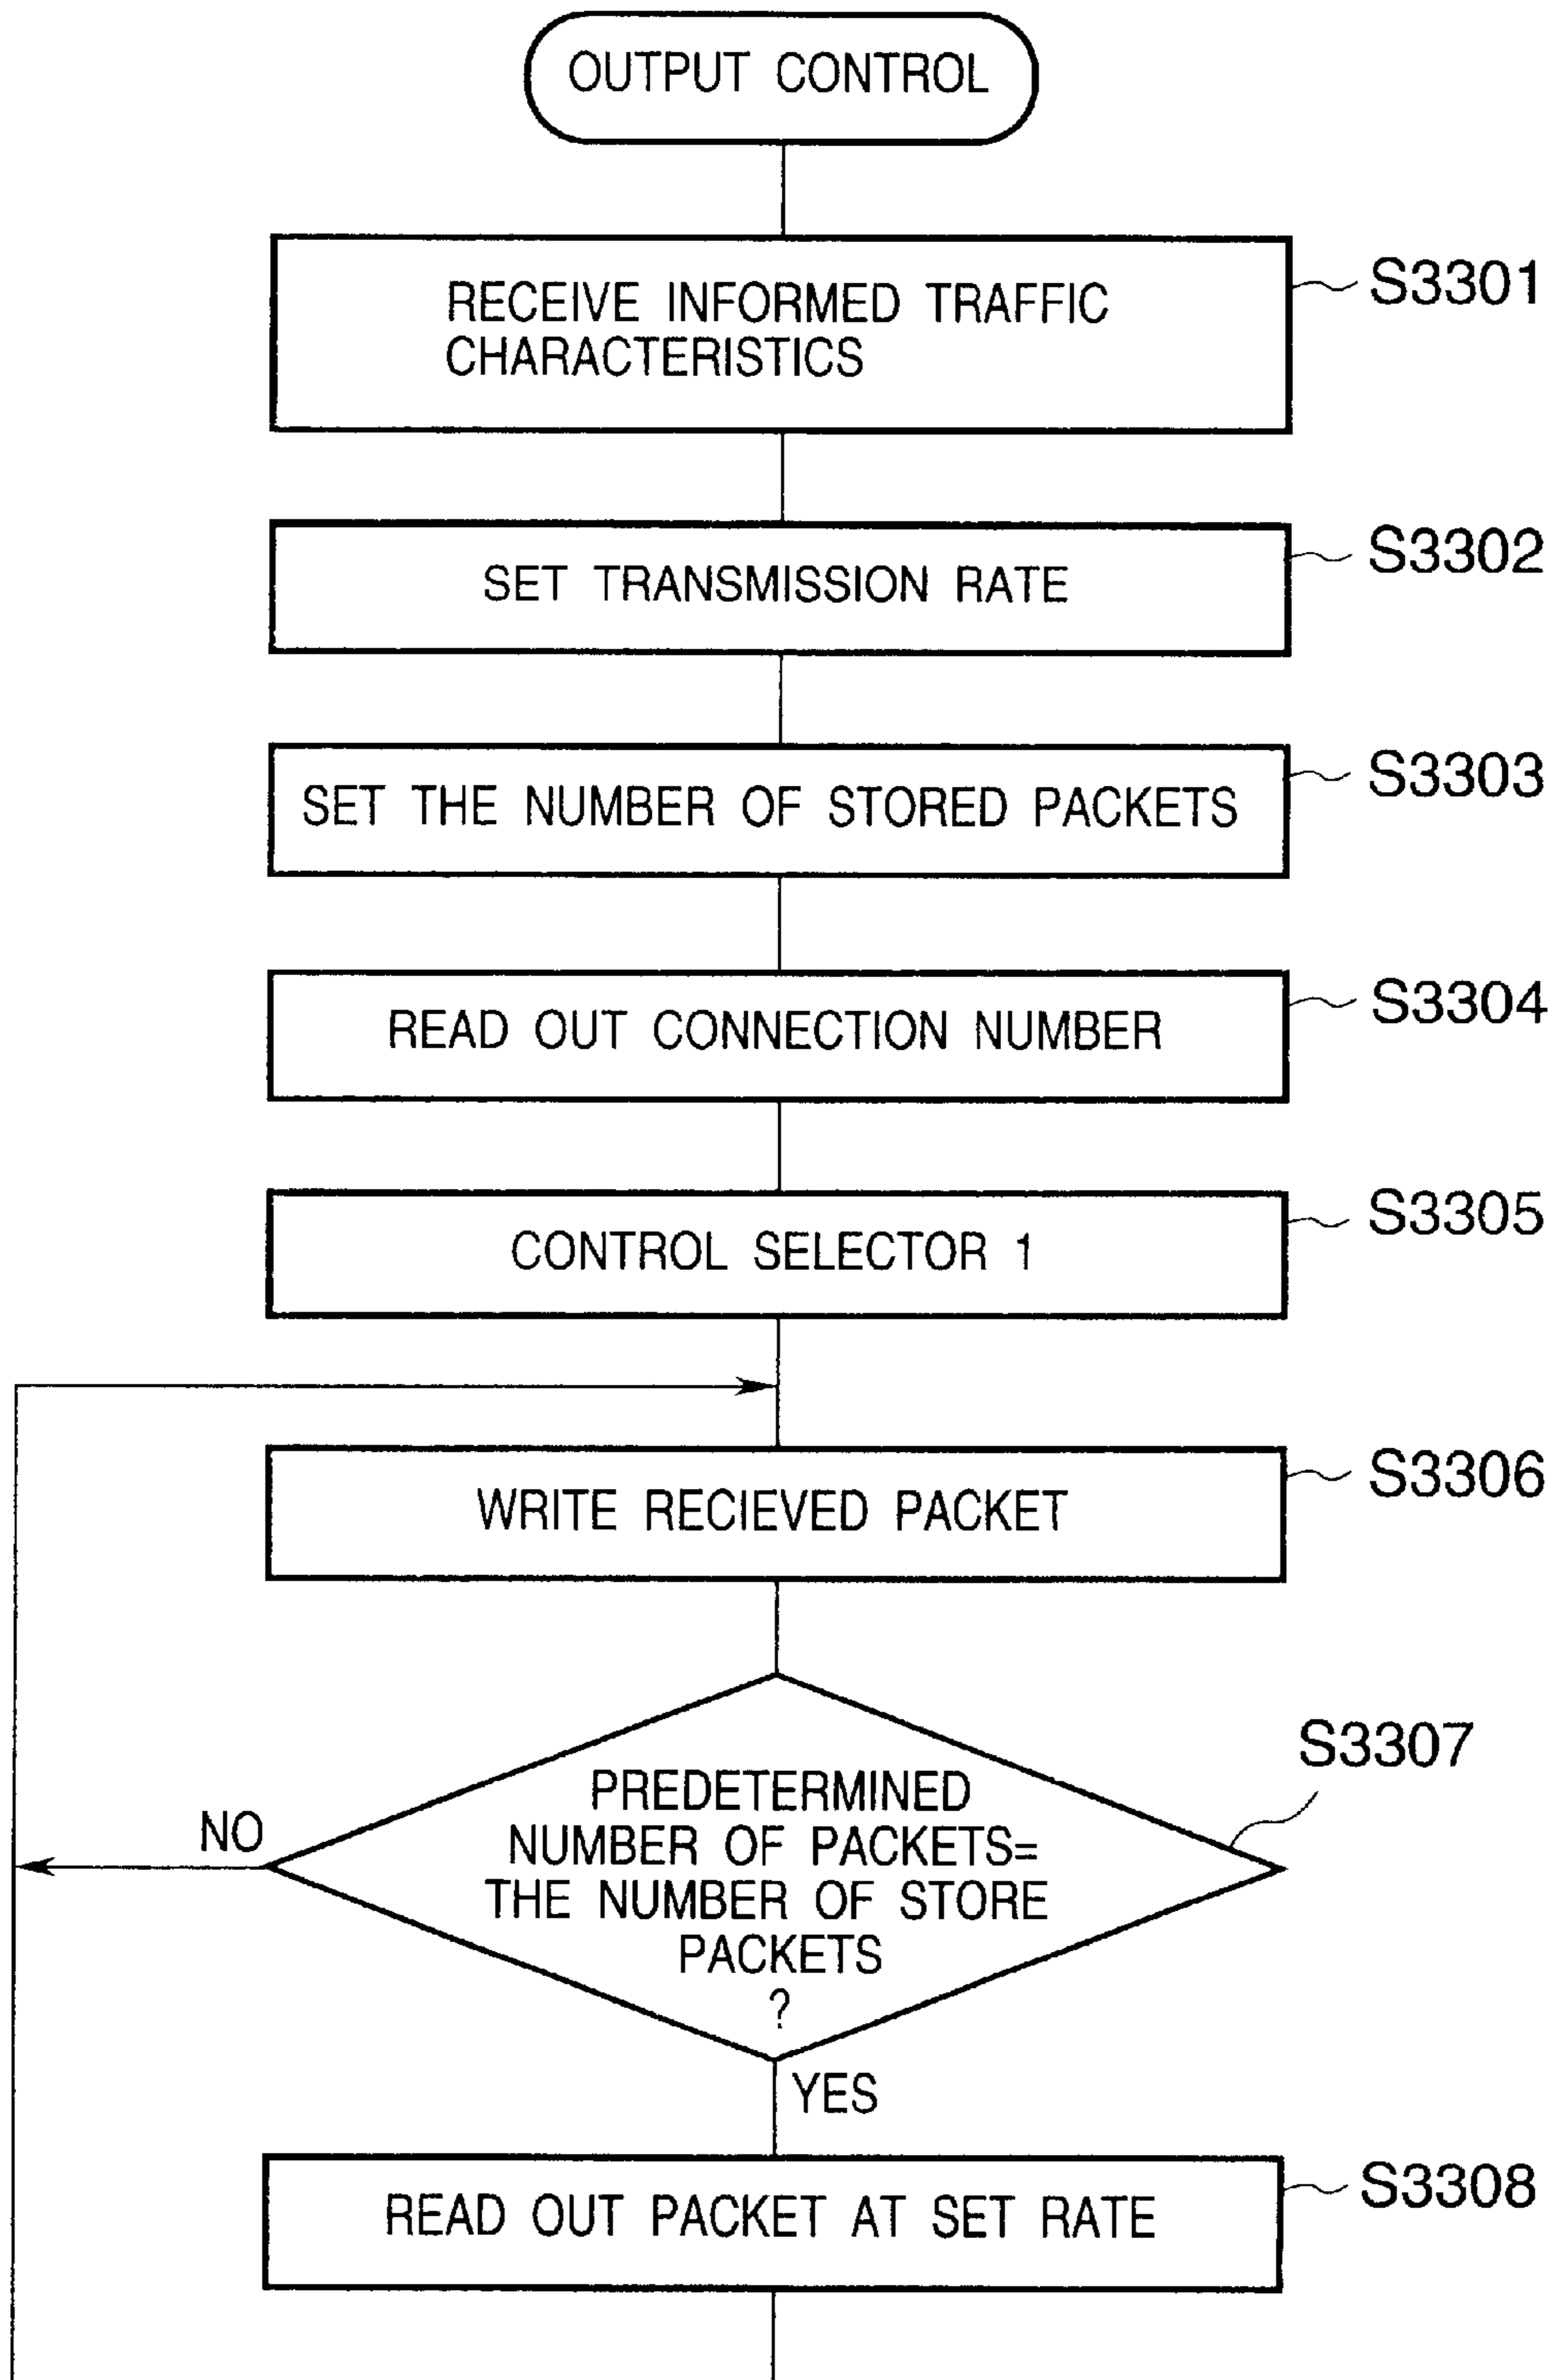 OUTPUT CONTROL
RECEIVE INFORMED TRAFFIC
CHARACTERISTICS
S3301
SET TRANSMISSION RATE
S3302
SET THE NUMBER OF STORED PACKETS
S3303
READ OUT CONNECTION NUMBER
S3304
CONTROL SELECTOR 1
S3305
WRITE RECIEVED PACKET
S3306
PREDETERMINED
NUMBER OF PACKETS=
THE NUMBER OF STORE
PACKETS
?
S3307
NO
YES
READ OUT PACKET AT SET RATE
S3308